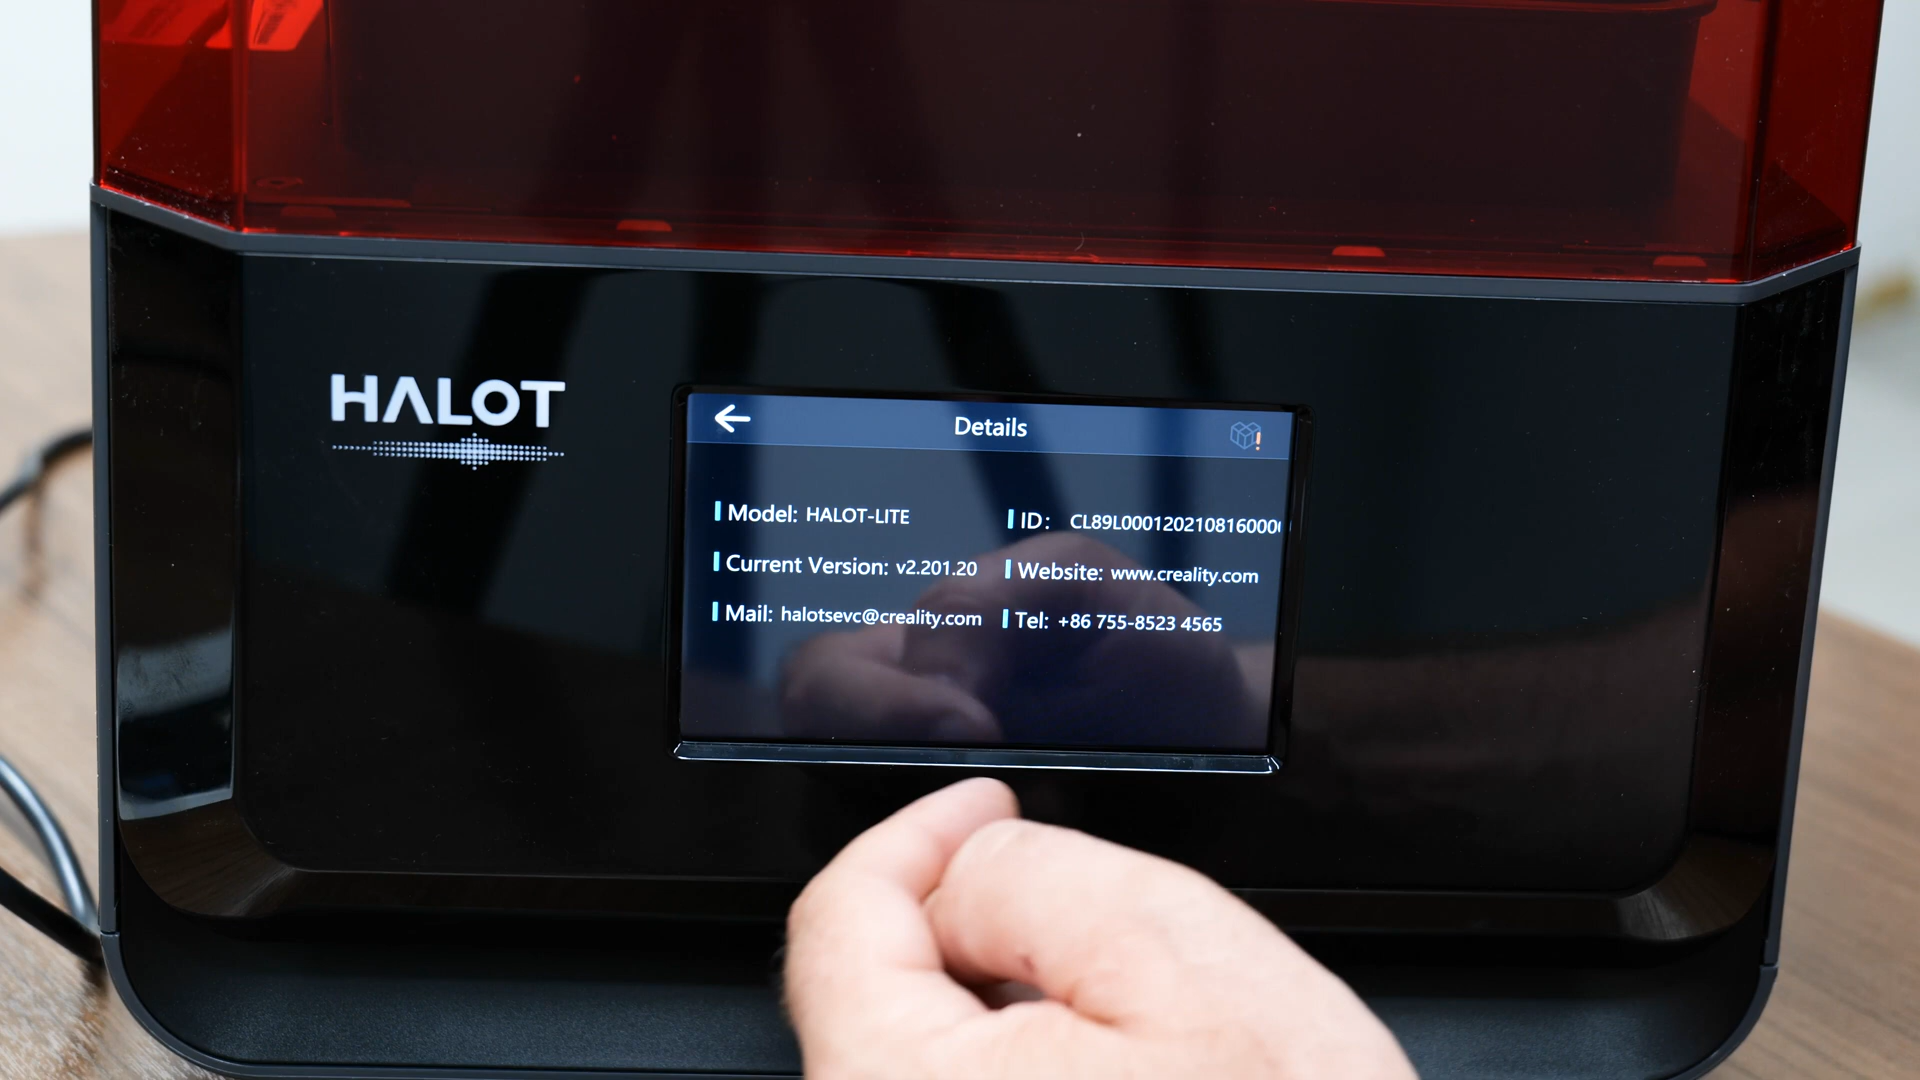 HALOT
Details
Model: HALOT-LITE
ID: CL89L0001202108160000
Current Version: v2.201.20
Website: www.creality.com
Mail: halotsevc@creality.com
Tel: +86 755-8523 4565